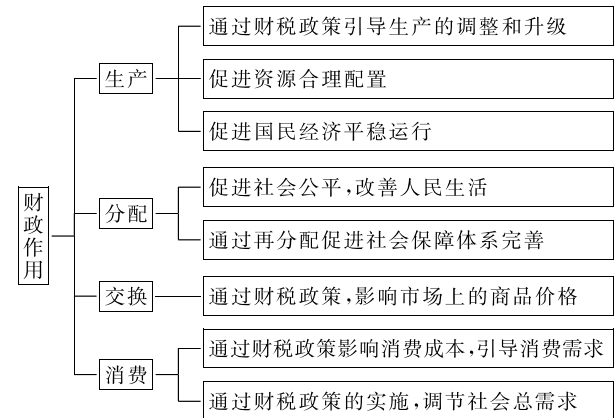 财政作用
生产
通过财税政策引导生产的调整和升级
促进资源合理配置
促进国民经济平稳运行
分配
促进社会公平,改善人民生活
通过再分配促进社会保障体系完善
交换
通过财税政策,影响市场上的商品价格
消费
通过财税政策影响消费成本,引导消费需求
通过财税政策的实施,调节社会总需求